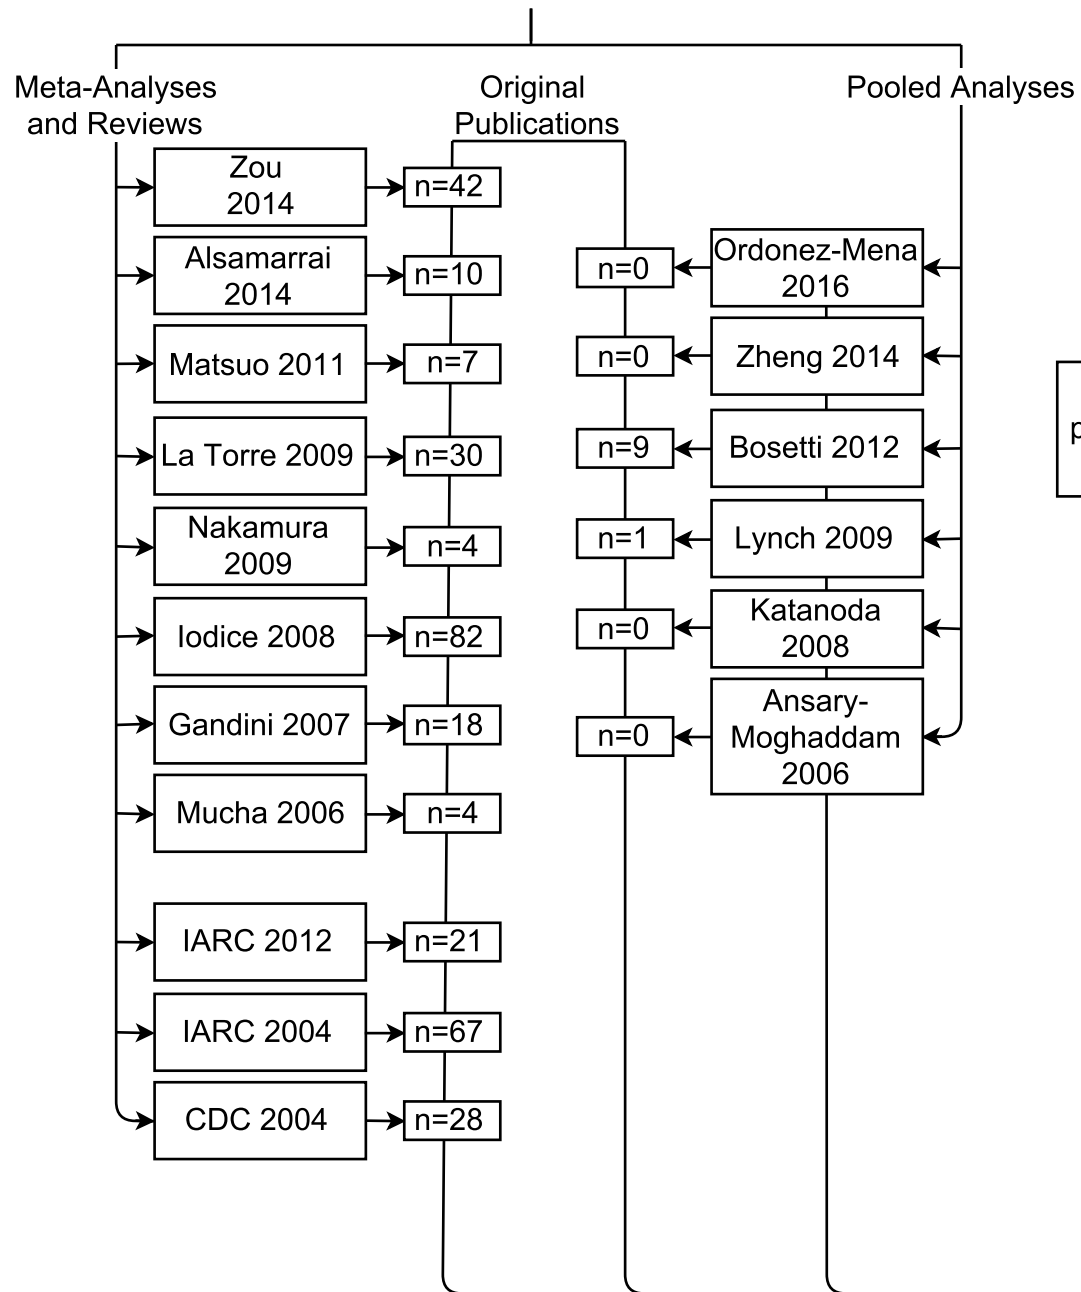 Meta-Analyses
and Reviews
Original
Publications
Pooled Analyses
Zou
2014
n=42
Alsamarrai
2014
n=10
Matsuo 2011
n=7
La Torre 2009
n=30
Nakamura
2009
n=4
Iodice 2008
n=82
Gandini 2007
n=18
Mucha 2006
n=4
IARC 2012
n=21
IARC 2004
n=67
CDC 2004
n=28
n=0
Ordonez-Mena
2016
n=0
Zheng 2014
n=9
Bosetti 2012
n=1
Lynch 2009
n=0
Katanoda
2008
n=0
Ansary-
Moghaddam
2006